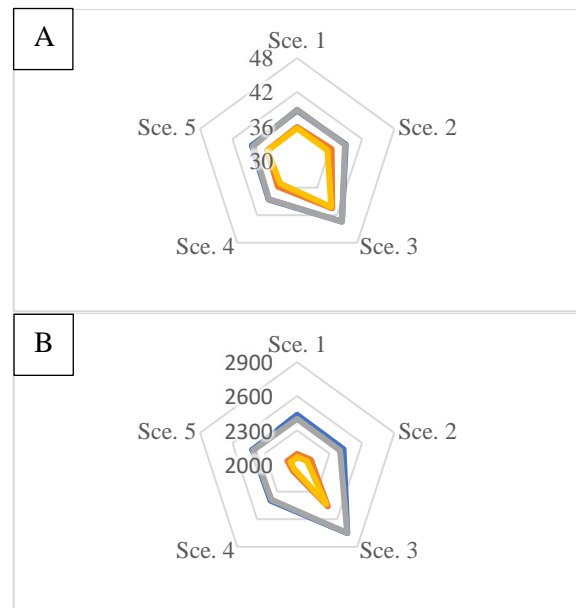 A
Sce. 1
48
42
36
30
Sce. 2
Sce. 3
Sce. 4
Sce. 5
B
Sce. 1
2900
2600
2300
2000
Sce. 2
Sce. 3
Sce. 4
Sce. 5